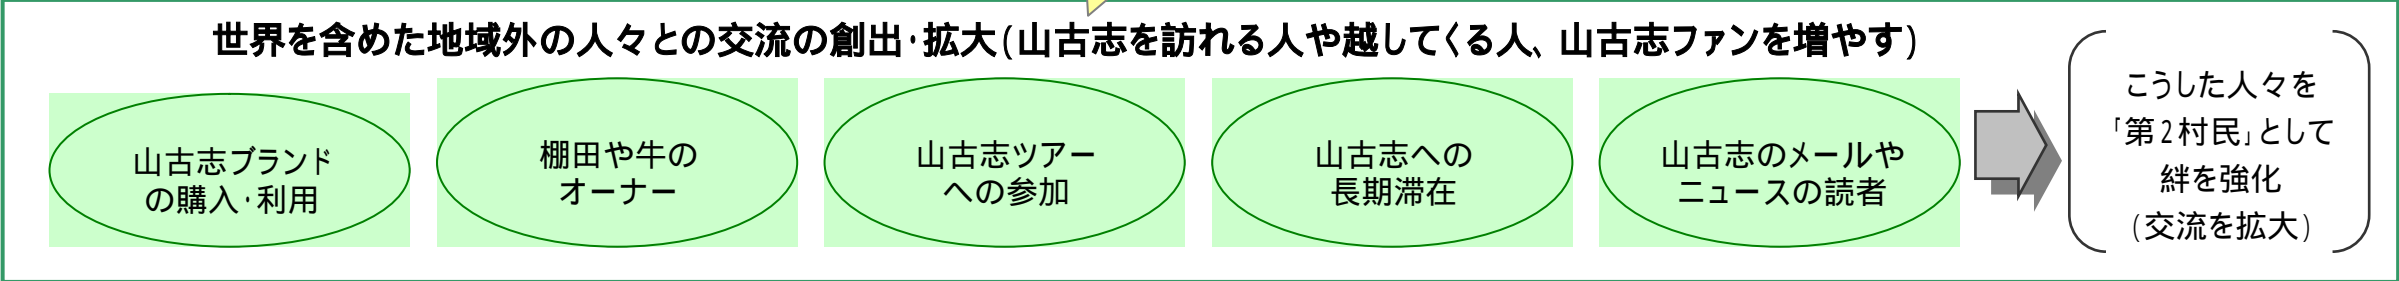 世界を含めた地域外の人々との交流の創出・拡大(山古志を訪れる人や越してくる人、山古志ファンを増やす)
山古志ブランド
の購入・利用
棚田や牛の
オーナー
山古志ツアー
への参加
山古志への
長期滞在
山古志のメールや
ニュースの読者
こうした人々を
「第2村民」として
絆を強化
(交流を拡大)